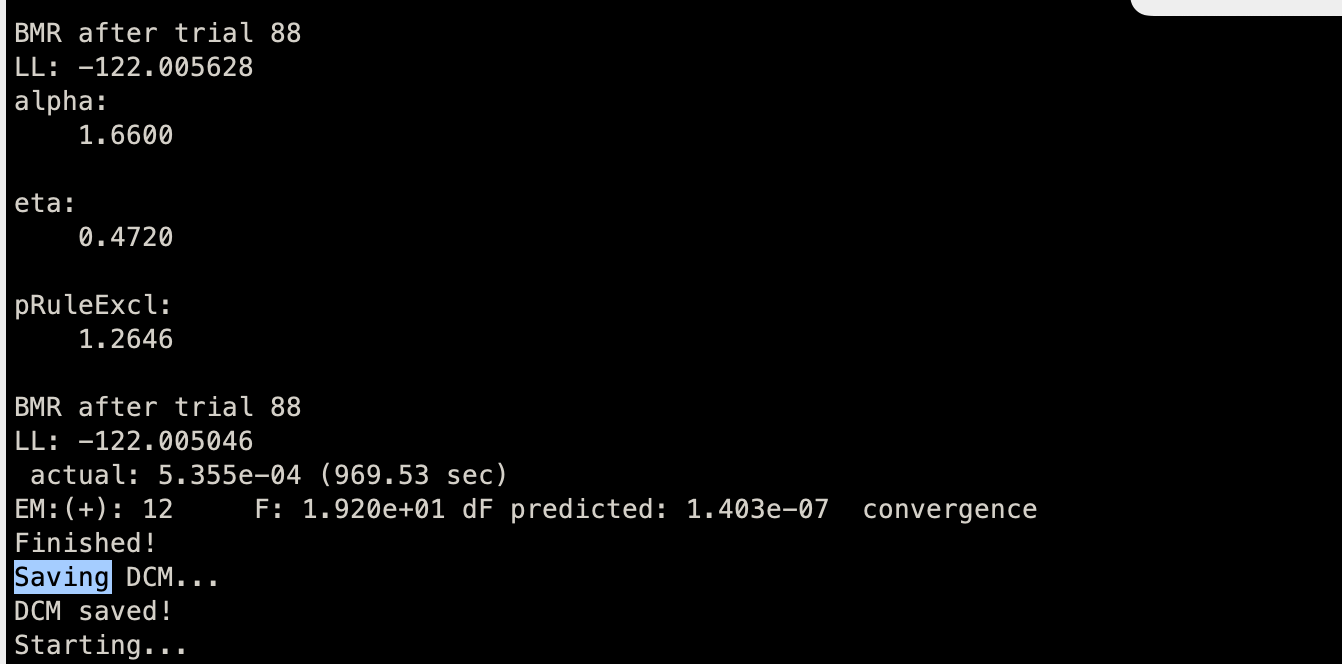 BMR after trial 88
LL: -122.005628
alpha:
    1.6600
eta:
    0.4720
pRuleExcl:
    1.2646
BMR after trial 88
LL: -122.005046
 actual: 5.355e-04 (969.53 sec)
EM:(+): 12     F: 1.920e+01 dF predicted: 1.403e-07  convergence
Finished!
Saving DCM...
DCM saved!
Starting...